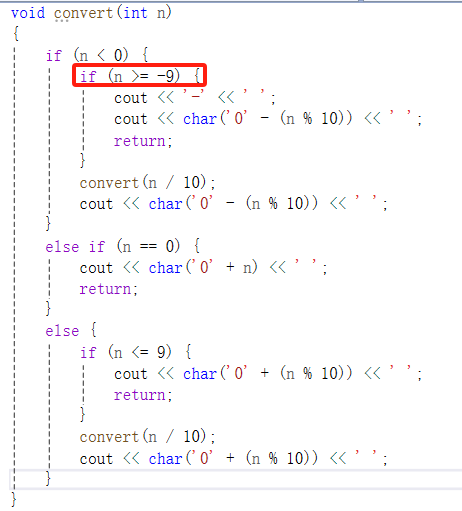 void convert(int n)
{
    if (n < 0) {
        if (n >= -9) {
            cout << '-' << ' ';
            cout << char('0' - (n % 10)) << ' ';
            return;
        }
        convert(n / 10);
        cout << char('0' - (n % 10)) << ' ';
    }
    else if (n == 0) {
        cout << char('0' + n) << ' ';
        return;
    }
    else {
        if (n <= 9) {
            cout << char('0' + (n % 10)) << ' ';
            return;
        }
        convert(n / 10);
        cout << char('0' + (n % 10)) << ' ';
    }
}